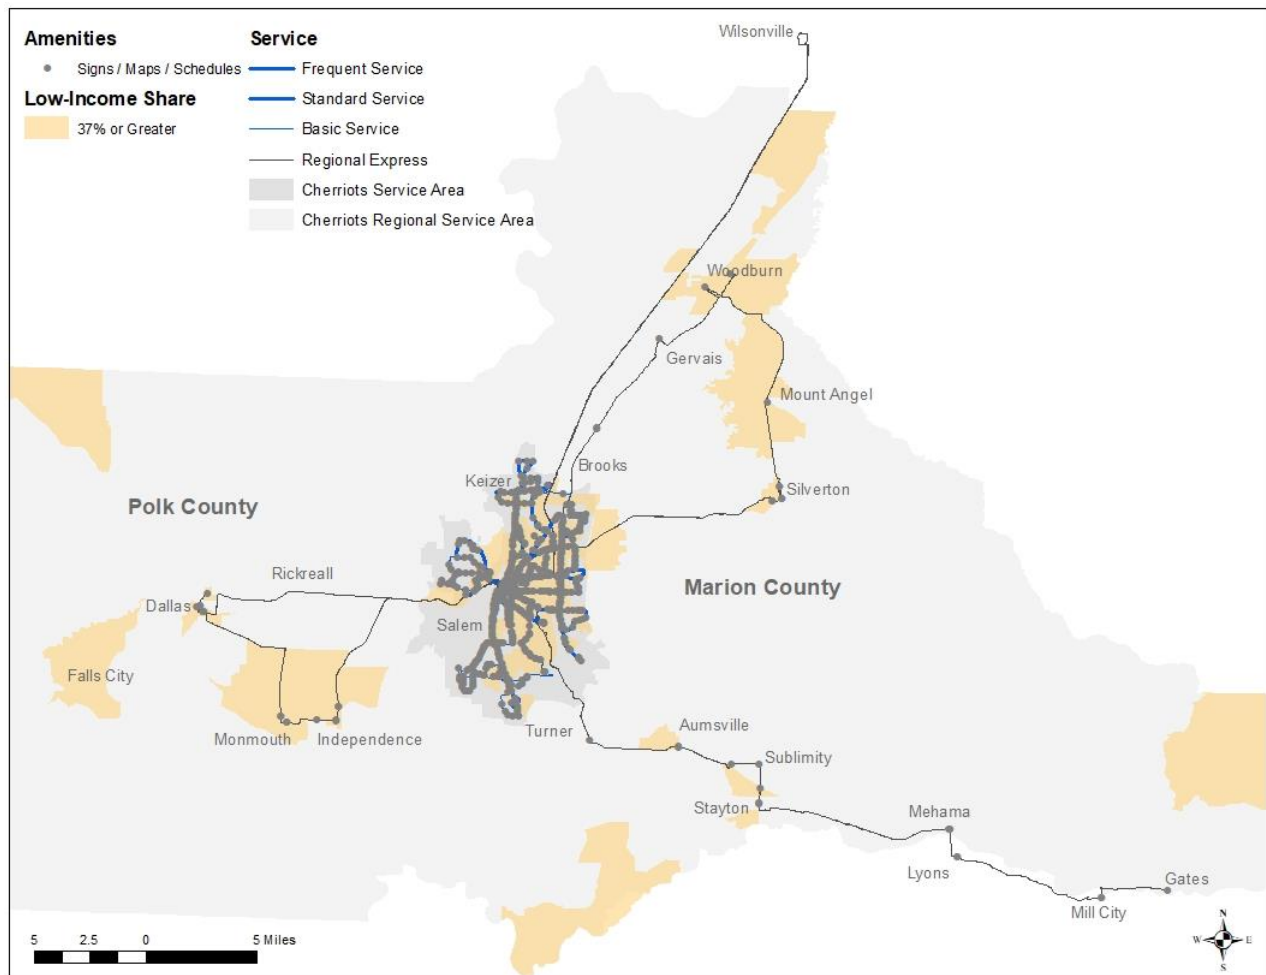 Amenities
Signs / Maps / Schedules
Low-Income Share
37% or Greater
Service
Frequent Service
Standard Service
Basic Service
Regional Express
Cherriots Service Area
Cherriots Regional Service Area
Wilsonville
Woodburn
Gervais
Mount Angel
Brooks
Keizer
Silverton
Polk County
Marion County
Rickreall
Dallas
Salem
Falls City
Monmouth
Independence
Turner
Aumsville
Sublimity
Stayton
Mehama
Lyons
Gates
Mill City
5 2.5 0 5 Miles
N
W E
S